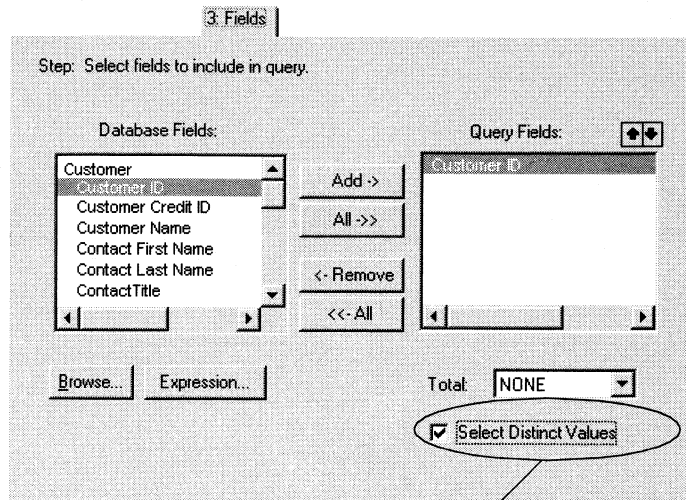 3: Fields
Step: Select fields to include in query.
Database Fields:
Query Fields:
Customer
Customer ID
Customer Credit ID
Customer Name
Contact First Name
Contact Last Name
ContactTitle
Add ->
All ->>
<- Remove
<<- All
Customer ID
Browse...
Expression...
Total:
NONE
Select Distinct Values